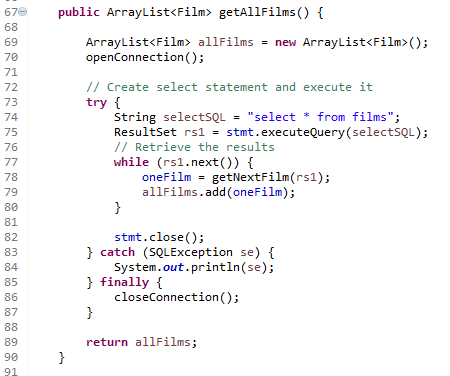 67 public ArrayList<Film> getAllFilms() {
68
69 ArrayList<Film> allFilms = new ArrayList<Film>();
70 openConnection();
71
72 // Create select statement and execute it
73 try {
74 String selectSQL = "select * from films";
75 ResultSet rs1 = stmt.executeQuery(selectSQL);
76 // Retrieve the results
77 while (rs1.next()) {
78 oneFilm = getNextFilm(rs1);
79 allFilms.add(oneFilm);
80 }
81
82 stmt.close();
83 } catch (SQLException se) {
84 System.out.println(se);
85 } finally {
86 closeConnection();
87 }
88
89 return allFilms;
90 }
91